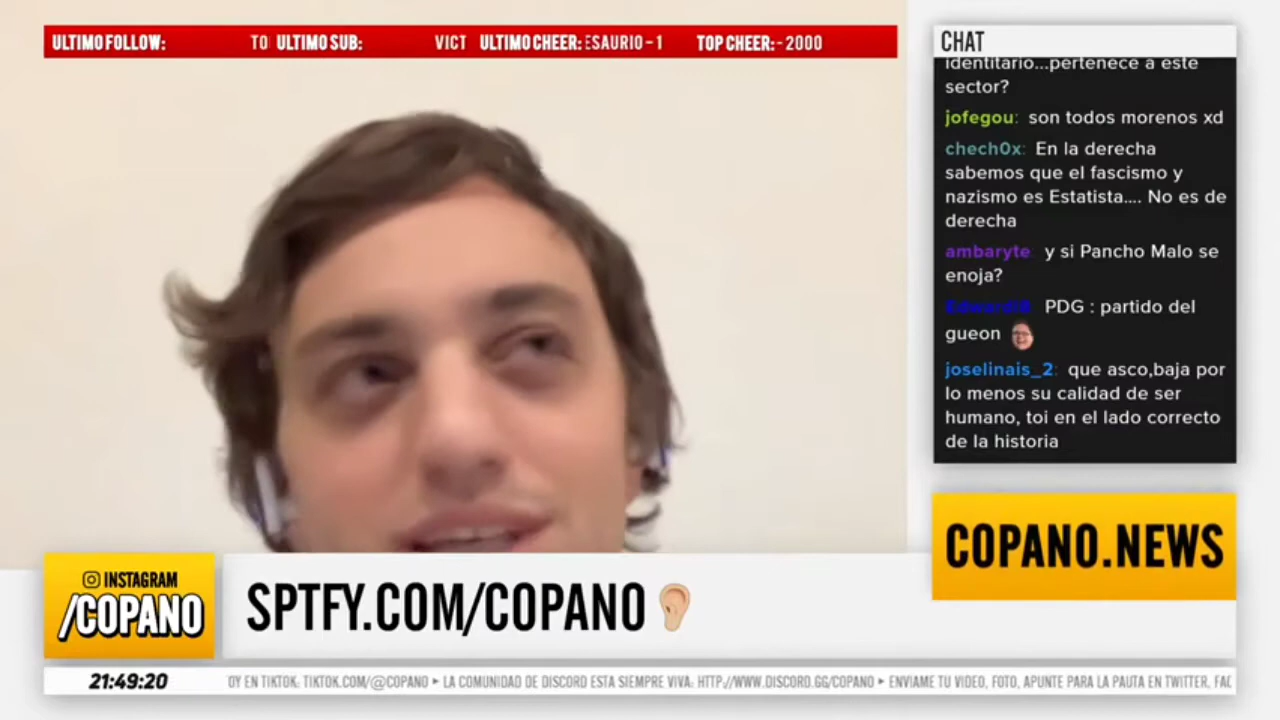 ULTIMO FOLLOW: TO ULTIMO SUB: VICT ULTIMO CHEER: ESAURIO - 1 TOP CHEER: - 2000
CHAT
identitario...pertenece a este
sector?
jofegou: son todos morenos xd
chech0x: En la derecha
sabemos que el fascismo y
nazismo es Estatista.... No es de
derecha
ambaryte y si Pancho Malo se
enoja?
PDG : partido del
gueon
joselinais_2: que asco,baja por
lo menos su calidad de ser
humano, toi en el lado correcto
de la historia
COPANO.NEWS
INSTAGRAM
/COPANO
SPTFY.COM/COPANO
21:49:20
OY EN TIKTOK: TIKTOK.COM/@COPANO ▸ LA COMUNIDAD DE DISCORD ESTA SIEMPRE VIVA: HTTP://WWW.DISCORD.GG/COPANO ▸ ENVIAME TU VIDEO, FOTO, APUNTE PARA LA PAUTA EN TWITTER, FAC